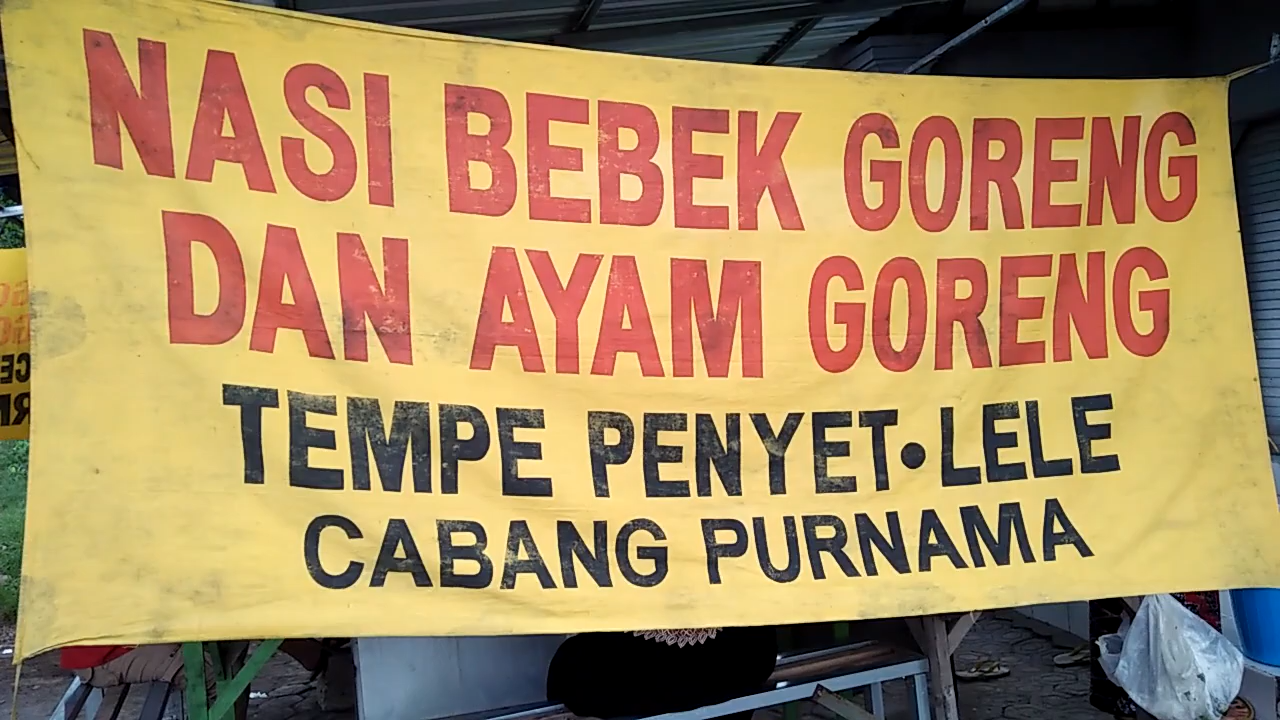 NASI BEBEK GORENG
DAN AYAM GORENG
TEMPE PENYET•LELE
CABANG PURNAMA